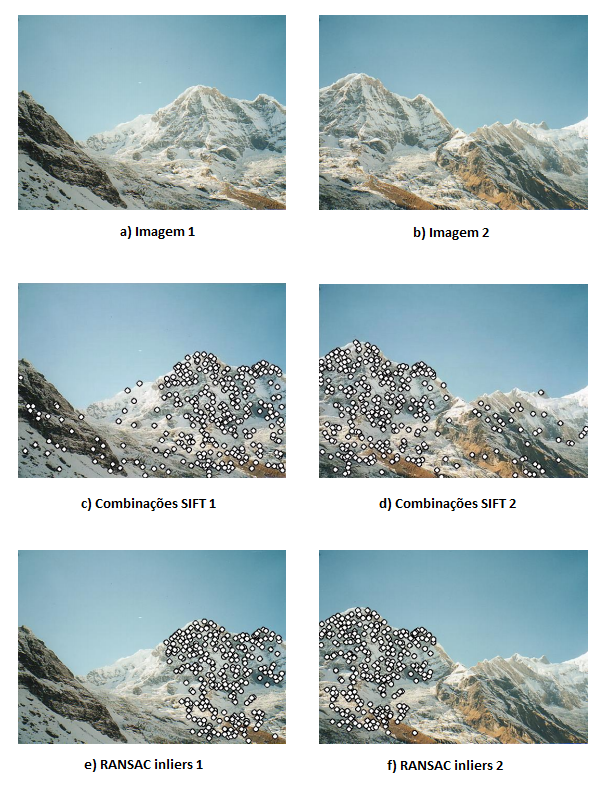 a) Imagem 1
b) Imagem 2
c) Combinações SIFT 1
d) Combinações SIFT 2
e) RANSAC inliers 1
f) RANSAC inliers 2